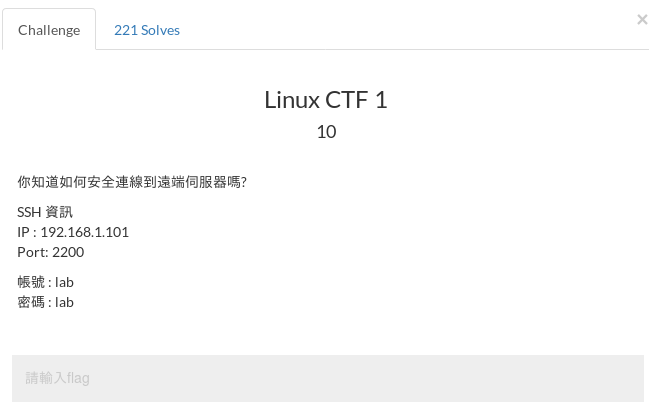 Challenge
221 Solves
×
Linux CTF 1
10
你知道如何安全連線到遠端伺服器嗎?
SSH 資訊
IP : 192.168.1.101
Port: 2200
帳號 : lab
密碼 : lab
請輸入flag